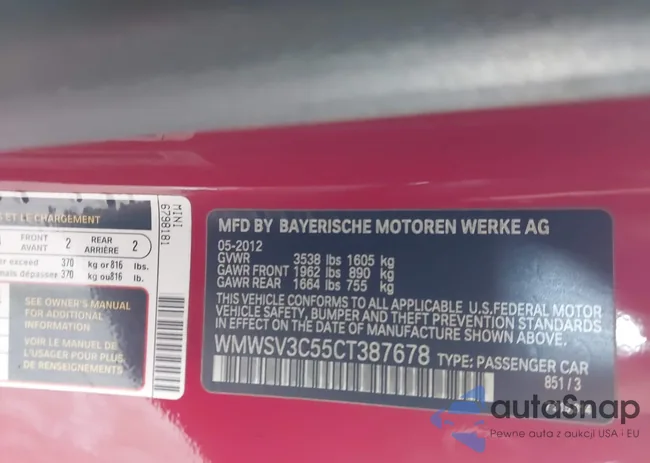 S ET LE CHARGEMENT
FRONT
AVANT
2
REAR
ARRIÈRE
2
er exceed 370 kg or 816 lbs.
mais dépasser 370 kg ou 816 lb.
SEE OWNER'S MANUAL
FOR ADDITIONAL
INFORMATION
VOIR LE MANUEL DE
L'USAGER POUR PLUS DE
RENSEIGNEMENTS
MINI
6798181
MFD BY BAYERISCHE MOTOREN WERKE AG
05-2012
GVWR 3538 lbs 1605 kg
GAWR FRONT 1962 lbs 890 kg
GAWR REAR 1664 lbs 755 kg
THIS VEHICLE CONFORMS TO ALL APPLICABLE U.S.FEDERAL MOTOR
VEHICLE SAFETY, BUMPER AND THEFT PREVENTION STANDARDS
IN EFFECT ON THE DATE OF MANUFACTURE SHOWN ABOVE.
WMWSV3C55CT387678 TYPE: PASSENGER CAR
851/3
autaSnap
Pewne auta z aukcji USA i EU